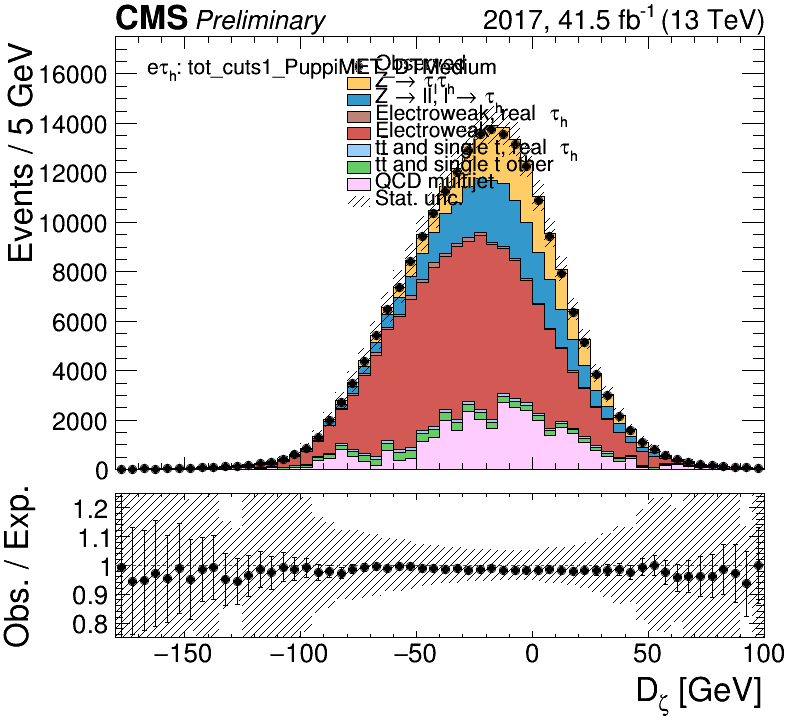 CMS Preliminary 2017, 41.5 fb⁻¹ (13 TeV)
Events / 5 GeV
16000
14000
12000
10000
8000
6000
4000
2000
0
eτh: tot_cuts1_PuppiMET_DTMedium
Observed
Z → ττh
Z → ll, l → τh
Electroweak, real τh
Electroweak
tt and single t, real τh
tt and single t other
QCD multijet
Stat. unc.
Obs. / Exp.
1.2
1.1
1
0.9
0.8
−150 −100 −50 0 50 100
Dζ [GeV]